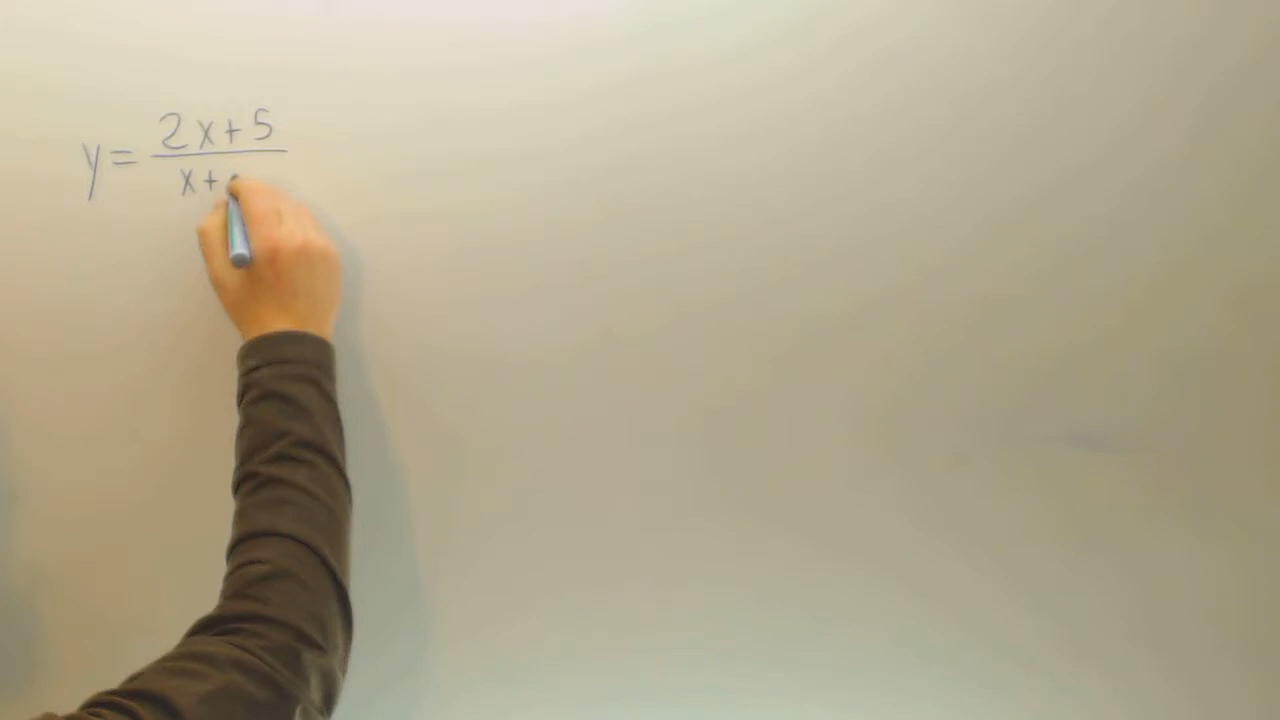 y = 2x+5
x+